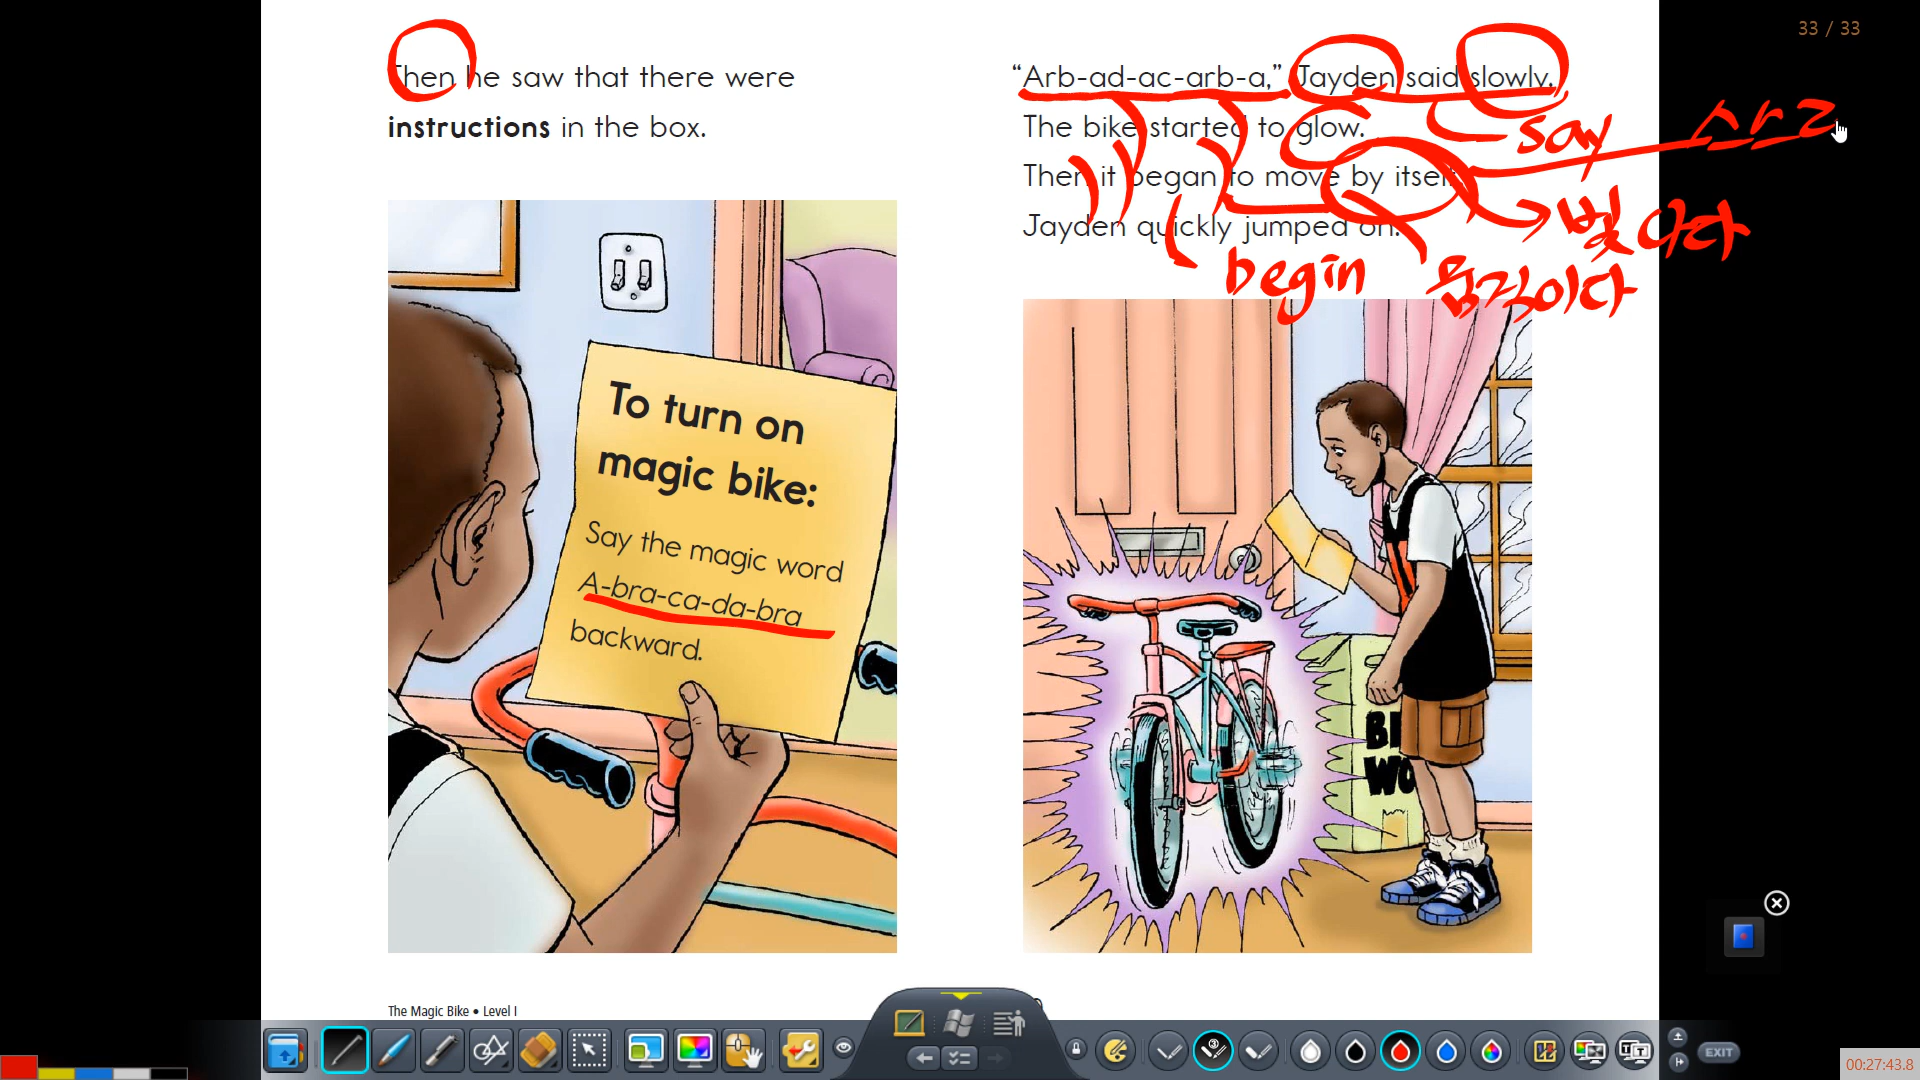 33 / 33
Then he saw that there were
instructions in the box.
To turn on
magic bike:
Say the magic word
A-bra-ca-da-bra
backward.
“Arb-ad-ac-arb-a,” Jayden said slowly.
The bike started to glow.
Then it began to move by itself.
Jayden quickly jumped on.
say
빛나다
begin
움직이다
BI
WO
The Magic Bike • Level I
EXIT
00:27:43.8